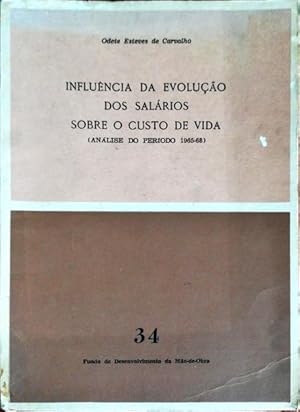 Odete Esteves de Carvalho
INFLUÊNCIA DA EVOLUÇÃO
DOS SALÁRIOS
SOBRE O CUSTO DE VIDA
(ANÁLISE DO PERÍODO 1965-68)
34
Fundo de Desenvolvimento da Mão-de-Obra